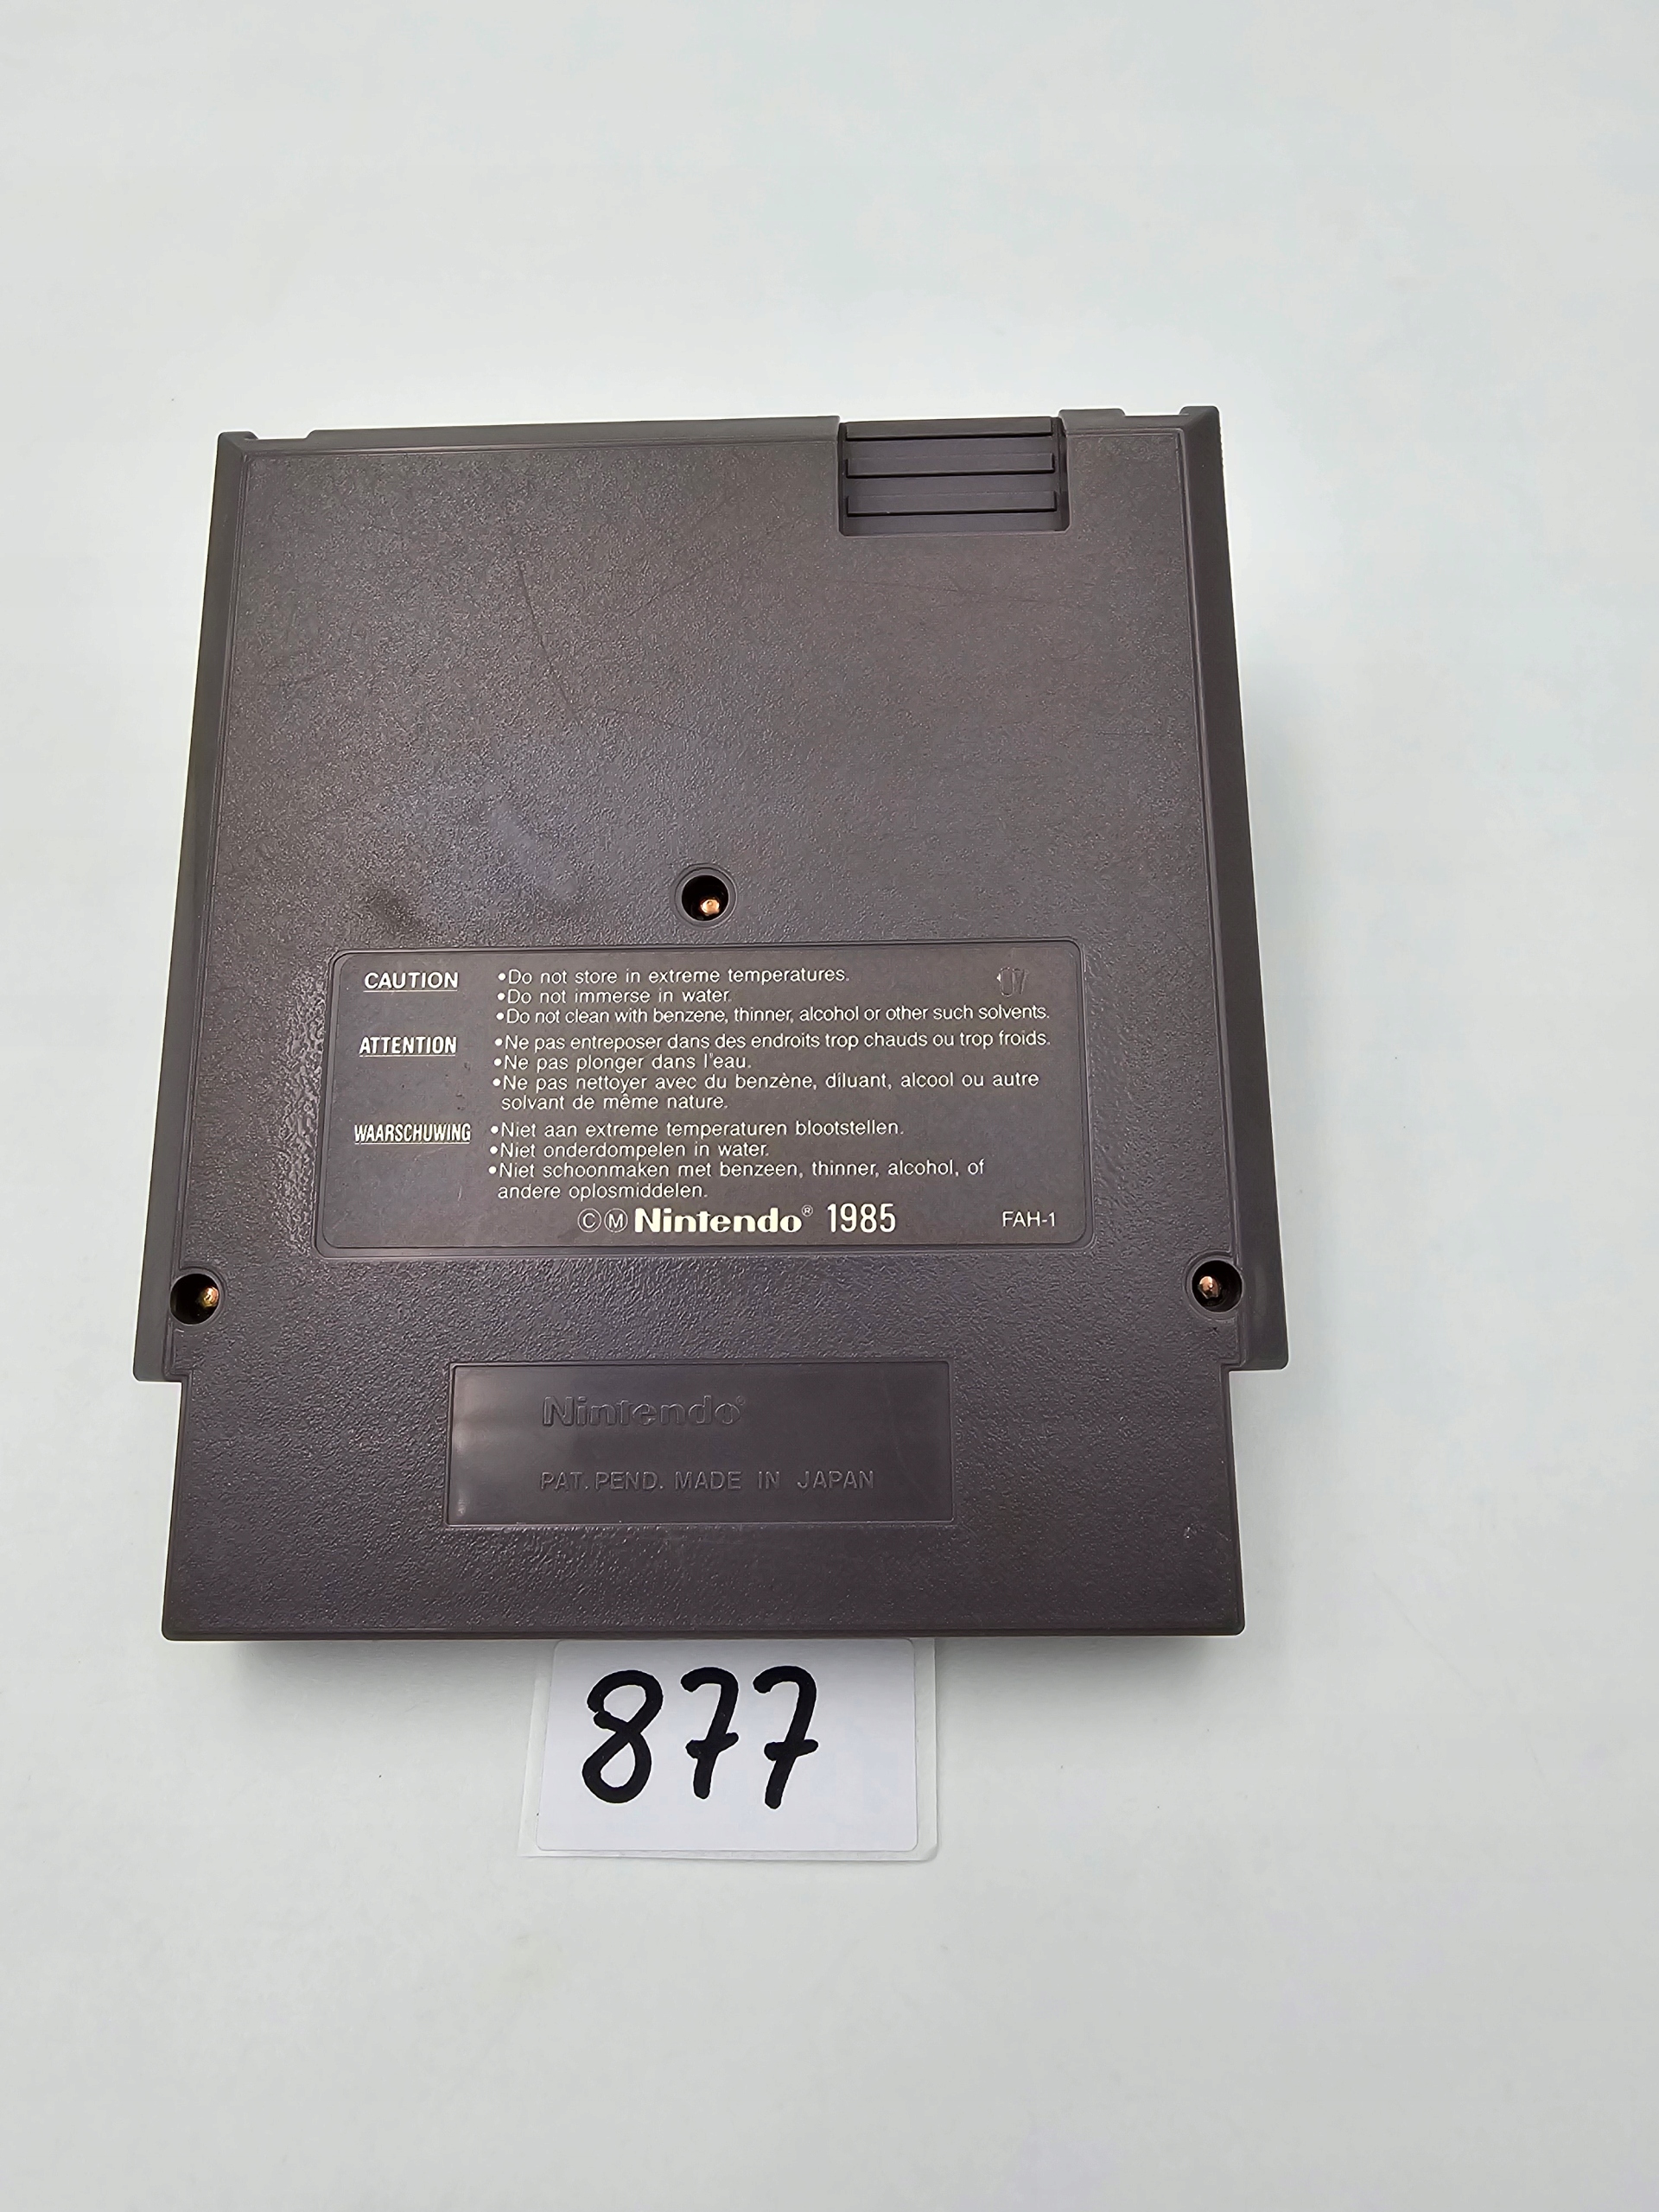 CAUTION •Do not store in extreme temperatures. 07
•Do not immerse in water.
•Do not clean with benzene, thinner, alcohol or other such solvents.
ATTENTION •Ne pas entreposer dans des endroits trop chauds ou trop froids.
•Ne pas plonger dans l'eau.
•Ne pas nettoyer avec du benzène, diluant, alcool ou autre
solvant de même nature.
WAARSCHUWING •Niet aan extreme temperaturen blootstellen.
•Niet onderdompelen in water.
•Niet schoonmaken met benzeen, thinner, alcohol, of
andere oplosmiddelen.
ⒸⓂ Nintendo® 1985 FAH-1
Nintendo®
PAT. PEND. MADE IN JAPAN
877